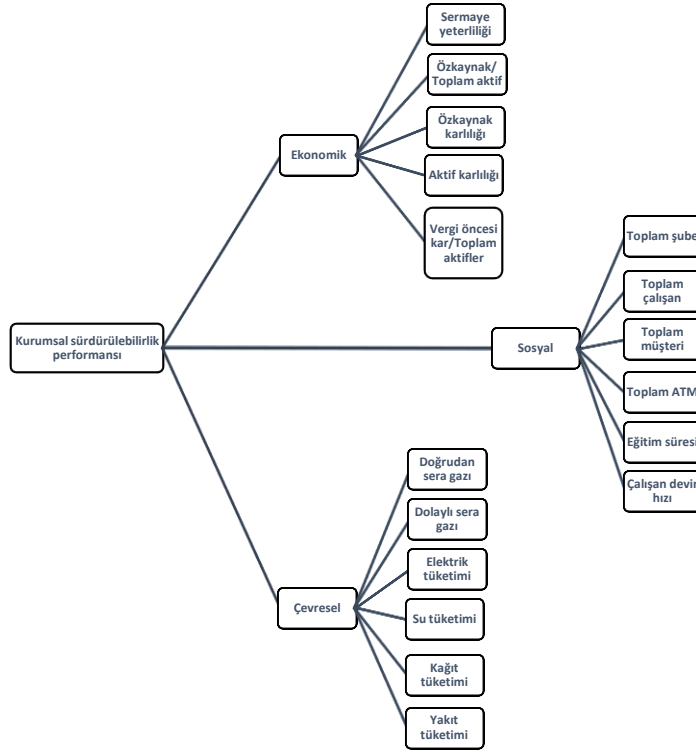 Sermaye
yeterliliği
Özkaynak/
Toplam aktif
Özkaynak
karlılığı
Ekonomik
Aktif karlılığı
Vergi öncesi
kar/Toplam
aktifler
Kurumsal sürdürülebilirlik
performansı
Sosyal
Toplam şube
Toplam
çalışan
Toplam
müşteri
Toplam ATM
Eğitim süresi
Çalışan devir
hızı
Doğrudan
sera gazı
Dolaylı sera
gazı
Elektrik
tüketimi
Çevresel
Su tüketimi
Kağıt
tüketimi
Yakıt
tüketimi